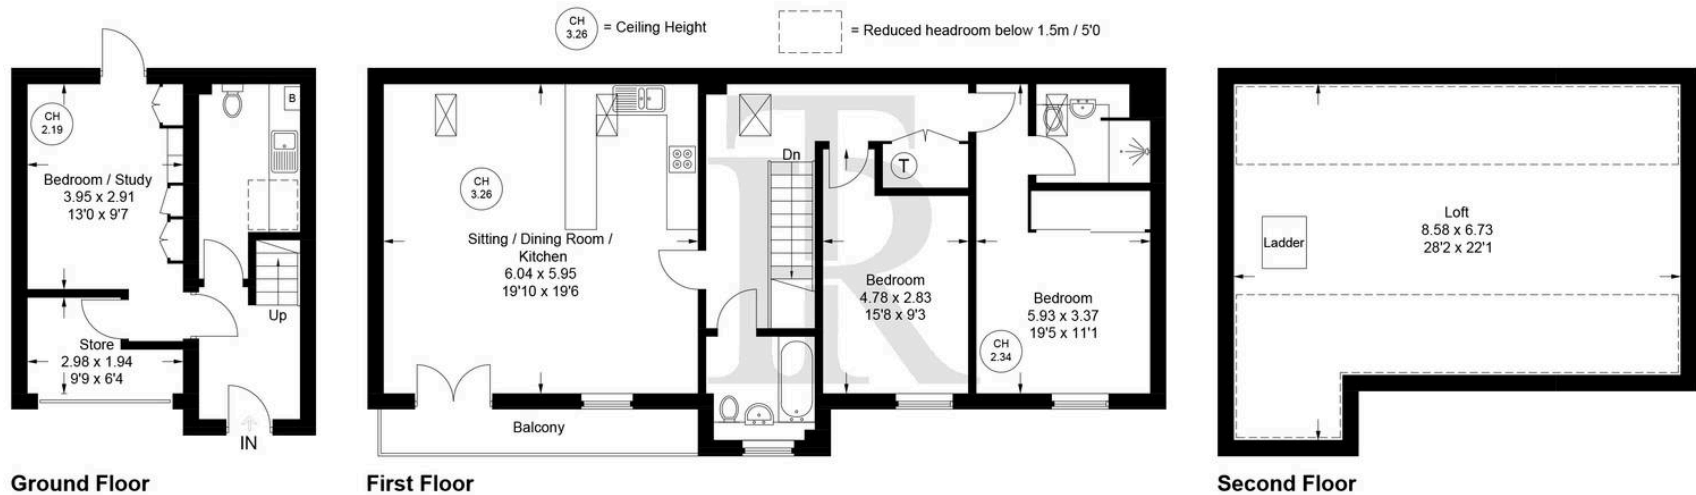 CH
3.26
= Ceiling Height
= Reduced headroom below 1.5m / 5'0
CH
2.19
B
Bedroom / Study
3.95 x 2.91
13'0 x 9'7
Up
Store
2.98 x 1.94
9'9 x 6'4
IN
Ground Floor
CH
3.26
Sitting / Dining Room /
Kitchen
6.04 x 5.95
19'10 x 19'6
Balcony
Dn
T
TR
Bedroom
4.78 x 2.83
15'8 x 9'3
Bedroom
5.93 x 3.37
19'5 x 11'1
CH
2.34
First Floor
Loft
8.58 x 6.73
28'2 x 22'1
Ladder
Second Floor